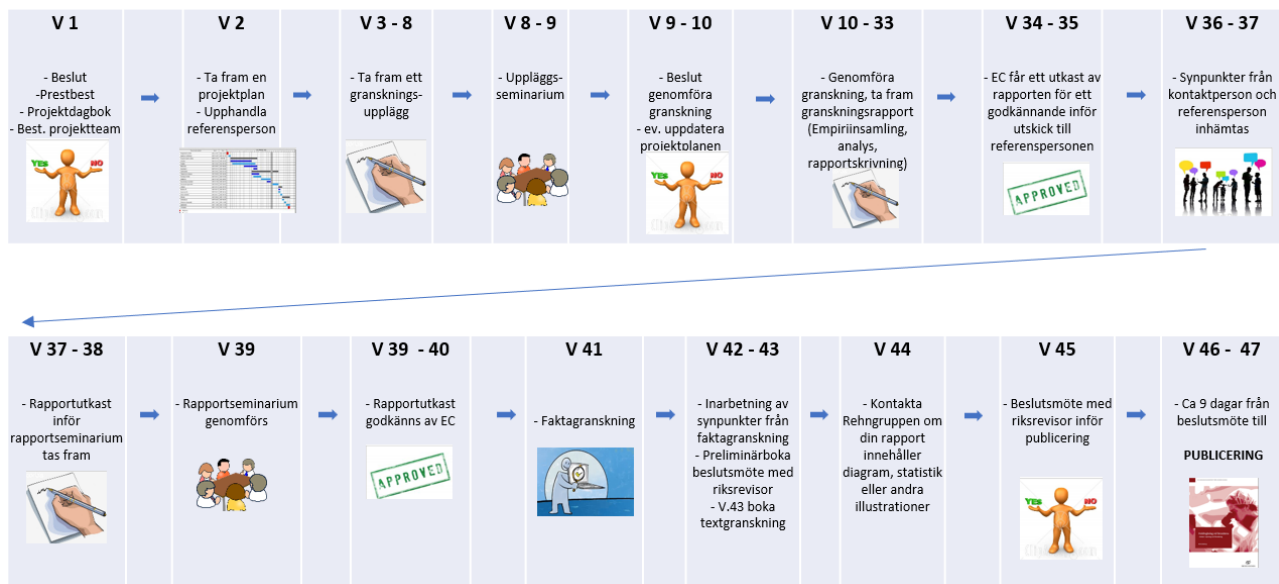 V 1
- Beslut
-Prestbest
- Projektdagbok
- Best. projektteam
YES
NO
V 2
- Ta fram en
projektplan
- Upphandla
referensperson
V 3 - 8
- Ta fram ett
gransknings-
upplägg
V 8 - 9
- Uppläggs-
seminarium
V 9 - 10
- Beslut
genomföra
granskning
- ev. uppdatera
projektplanen
YES
NO
V 10 - 33
- Genomföra
granskning, ta fram
granskningsrapport
(Empiriinsamling,
analys,
rapportskrivning)
V 34 - 35
- EC får ett utkast av
rapporten för ett
godkännande inför
utskick till
referenspersonen
APPROVED
V 36 - 37
- Synpunkter från
kontaktperson och
referensperson
inhämtas
V 37 - 38
- Rapportutkast
inför
rapportseminarium
tas fram
V 39
- Rapportseminarium
genomförs
V 39 - 40
- Rapportutkast
godkänns av EC
APPROVED
V 41
- Faktagranskning
V 42 - 43
- Inarbetning av
synpunkter från
faktagranskning
- Preliminärboka
beslutsmöte med
riksrevisor
- V.43 boka
textgranskning
V 44
- Kontakta
Rehngruppen om
din rapport
innehåller
diagram, statistik
eller andra
illustrationer
V 45
- Beslutsmöte med
riksrevisor inför
publicering
YES
NO
V 46 - 47
- Ca 9 dagar från
beslutsmöte till
PUBLICERING